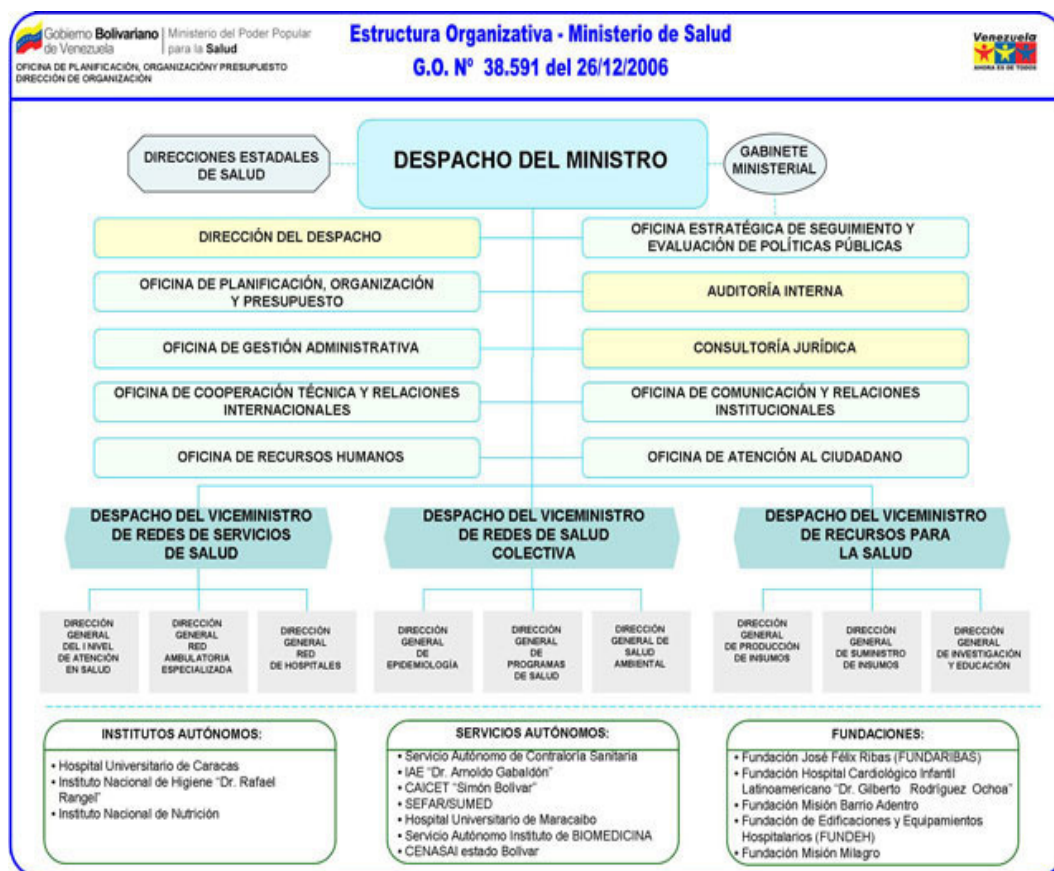 Gobierno Bolivariano
de Venezuela
Ministerio del Poder Popular
para la Salud
OFICINA DE PLANIFICACIÓN, ORGANIZACIÓNY PRESUPUESTO
DIRECCIÓN DE ORGANIZACIÓN
Estructura Organizativa - Ministerio de Salud
G.O. Nº 38.591 del 26/12/2006
Venezuela
AHORA ES DE TODOS
DIRECCIONES ESTADALES
DE SALUD
DESPACHO DEL MINISTRO
GABINETE
MINISTERIAL
DIRECCIÓN DEL DESPACHO
OFICINA ESTRATÉGICA DE SEGUIMIENTO Y
EVALUACIÓN DE POLÍTICAS PÚBLICAS
OFICINA DE PLANIFICACIÓN, ORGANIZACIÓN
Y PRESUPUESTO
AUDITORÍA INTERNA
OFICINA DE GESTIÓN ADMINISTRATIVA
CONSULTORÍA JURÍDICA
OFICINA DE COOPERACIÓN TÉCNICA Y RELACIONES
INTERNACIONALES
OFICINA DE COMUNICACIÓN Y RELACIONES
INSTITUCIONALES
OFICINA DE RECURSOS HUMANOS
OFICINA DE ATENCIÓN AL CIUDADANO
DESPACHO DEL VICEMINISTRO
DE REDES DE SERVICIOS
DE SALUD
DESPACHO DEL VICEMINISTRO
DE REDES DE SALUD
COLECTIVA
DESPACHO DEL VICEMINISTRO
DE RECURSOS PARA
LA SALUD
DIRECCIÓN
GENERAL
DEL I NIVEL
DE ATENCIÓN
EN SALUD
DIRECCIÓN
GENERAL
RED
AMBULATORIA
ESPECIALIZADA
DIRECCIÓN
GENERAL
RED
DE HOSPITALES
DIRECCIÓN
GENERAL
DE
EPIDEMIOLOGÍA
DIRECCIÓN
GENERAL
DE
PROGRAMAS
DE SALUD
DIRECCIÓN
GENERAL DE
SALUD
AMBIENTAL
DIRECCIÓN
GENERAL
DE PRODUCCIÓN
DE INSUMOS
DIRECCIÓN
GENERAL
DE SUMINISTRO
DE INSUMOS
DIRECCIÓN
GENERAL
DE INVESTIGACIÓN
Y EDUCACIÓN
INSTITUTOS AUTÓNOMOS:
• Hospital Universitario de Caracas
• Instituto Nacional de Higiene "Dr. Rafael
Rangel"
• Instituto Nacional de Nutrición
SERVICIOS AUTÓNOMOS:
• Servicio Autónomo de Contraloría Sanitaria
• IAE "Dr. Arnoldo Gabaldón"
• CAICET "Simón Bolívar"
• SEFAR/SUMED
• Hospital Universitario de Maracaibo
• Servicio Autónomo Instituto de BIOMEDICINA
• CENASAI estado Bolívar
FUNDACIONES:
• Fundación José Félix Ribas (FUNDARIBAS)
• Fundación Hospital Cardiológico Infantil
Latinoamericano "Dr. Gilberto Rodríguez Ochoa"
• Fundación Misión Barrio Adentro
• Fundación de Edificaciones y Equipamientos
Hospitalarios (FUNDEH)
• Fundación Misión Milagro